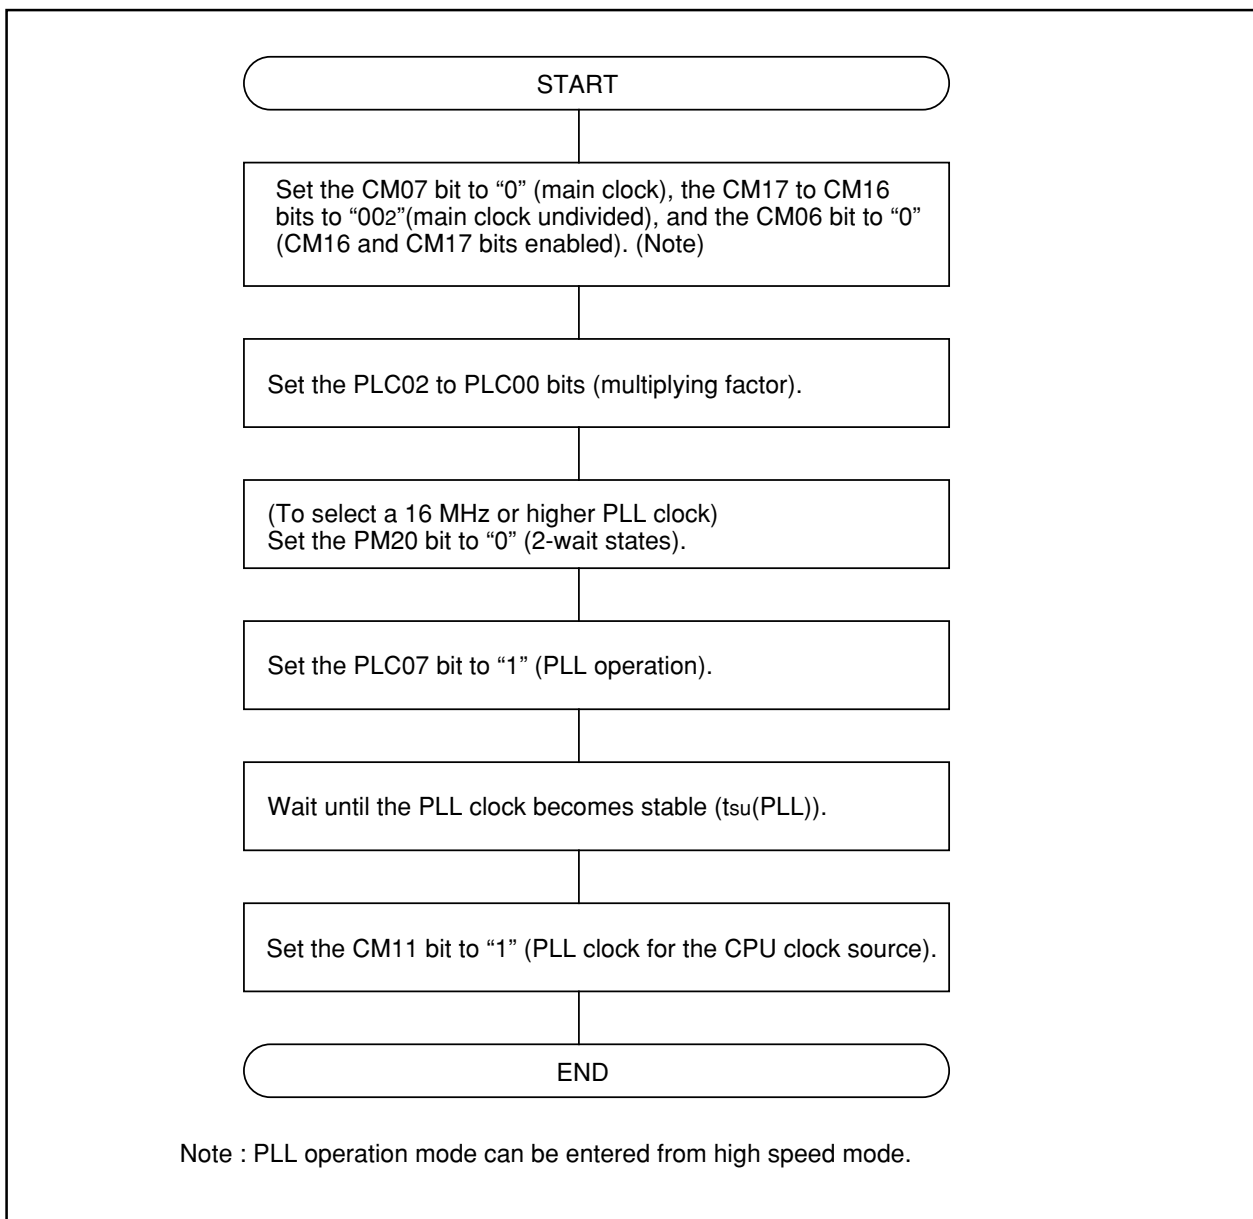 START
Set the CM07 bit to “0” (main clock), the CM17 to CM16
bits to “002”(main clock undivided), and the CM06 bit to “0”
(CM16 and CM17 bits enabled). (Note)
Set the PLC02 to PLC00 bits (multiplying factor).
(To select a 16 MHz or higher PLL clock)
Set the PM20 bit to “0” (2-wait states).
Set the PLC07 bit to “1” (PLL operation).
Wait until the PLL clock becomes stable (tsu(PLL)).
Set the CM11 bit to “1” (PLL clock for the CPU clock source).
END
Note : PLL operation mode can be entered from high speed mode.